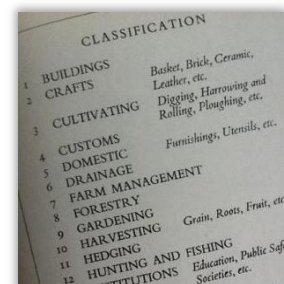 CLASSIFICATION
1 BUILDINGS
2 CRAFTS Basket, Brick, Ceramic,
Leather, etc.
3 CULTIVATING Digging, Harrowing and
Rolling, Ploughing, etc.
4 CUSTOMS
5 DOMESTIC Furnishings, Utensils, etc.
6 DRAINAGE
7 FARM MANAGEMENT
8 FORESTRY
9 GARDENING
10 HARVESTING Grain, Roots, Fruit, etc
11 HEDGING
12 HUNTING AND FISHING
TITUTIONS Education, Public Safe
Societies, etc.